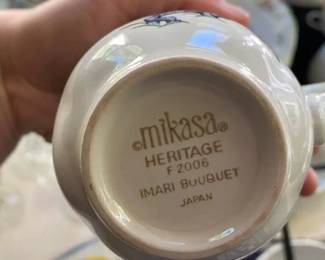 ©mikasa®
HERITAGE
F 2006
IMARI BOUQUET
JAPAN